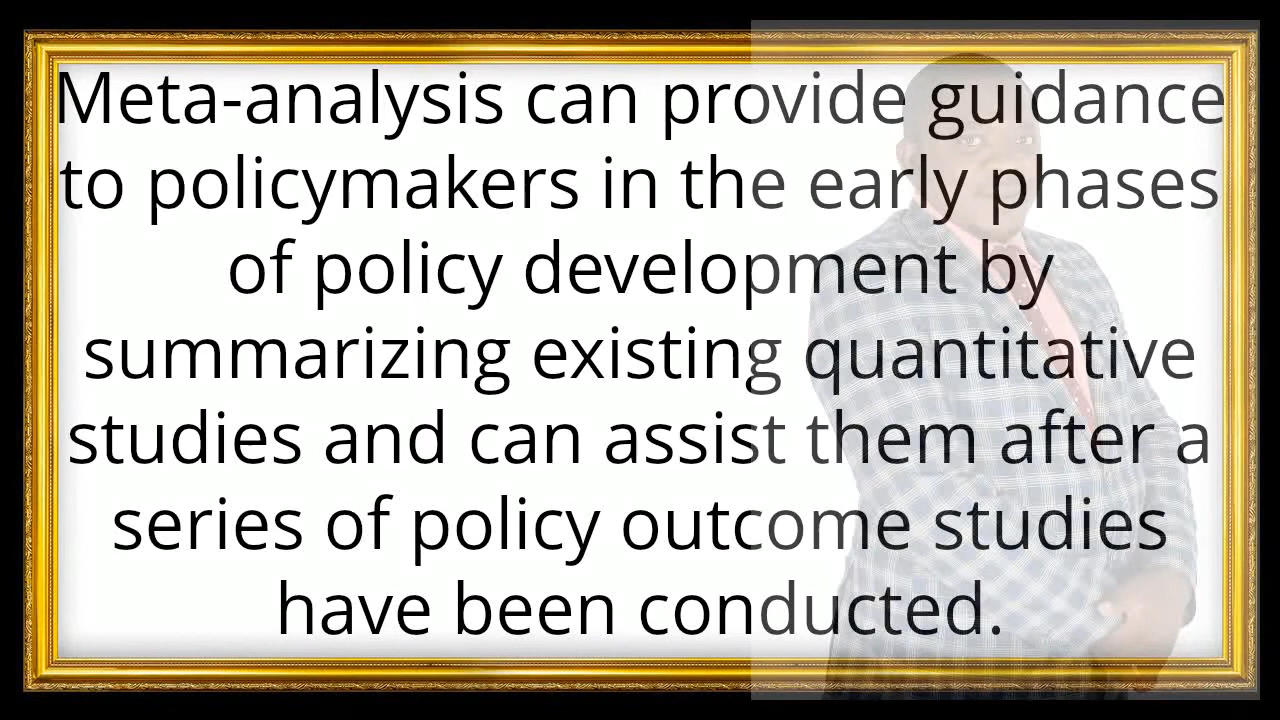 Meta-analysis can provide guidance
to policymakers in the early phases
of policy development by
summarizing existing quantitative
studies and can assist them after a
series of policy outcome studies
have been conducted.